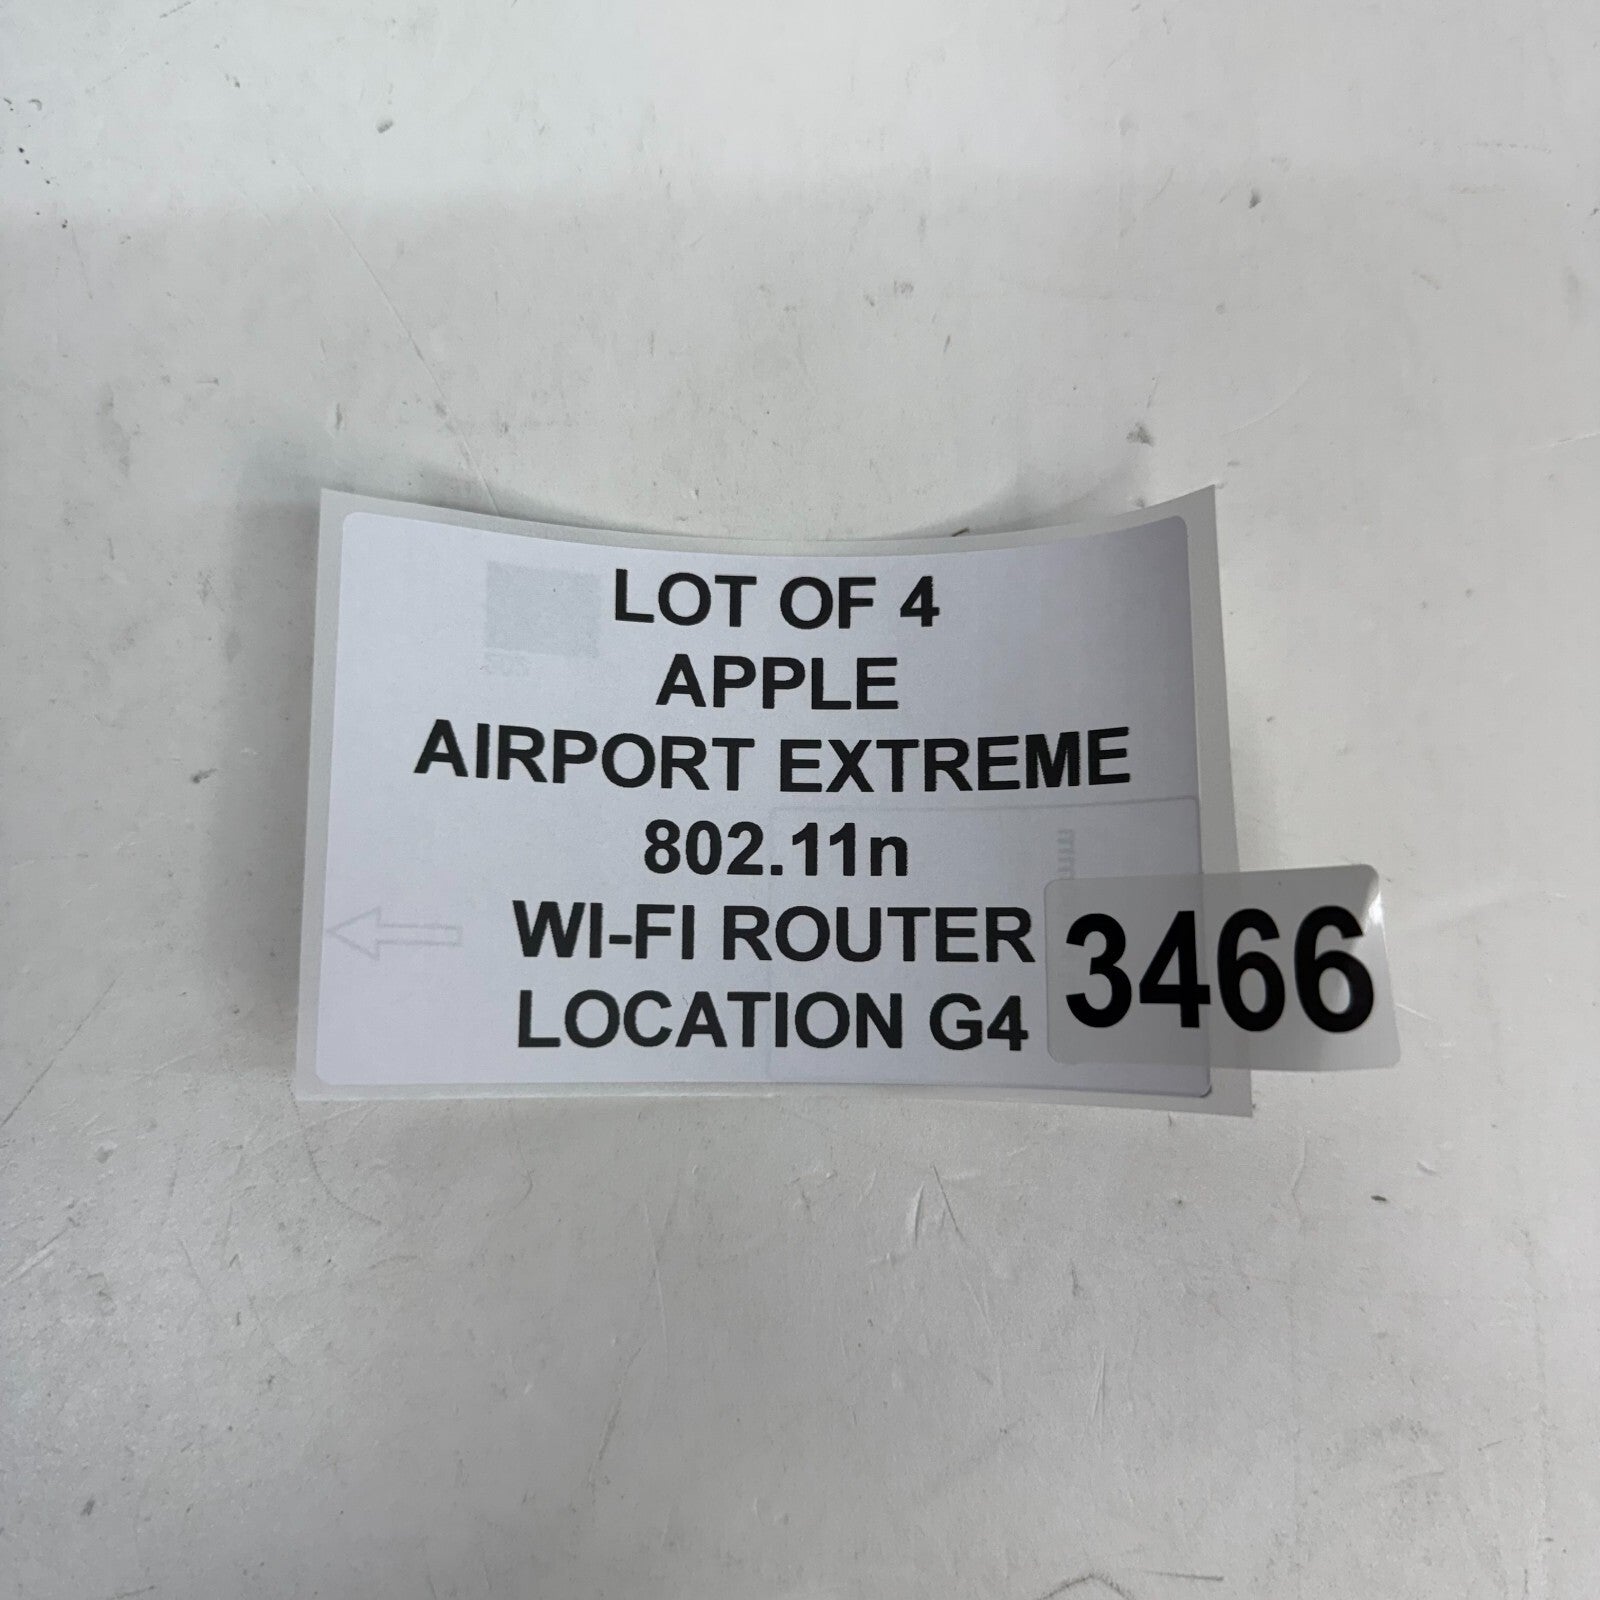 LOT OF 4
APPLE
AIRPORT EXTREME
802.11n
WI-FI ROUTER
LOCATION G4
3466